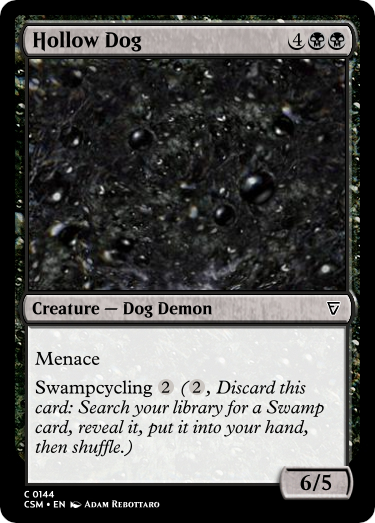 Hollow Dog 4
Creature — Dog Demon
Menace
Swampcycling 2 (2, Discard this
card: Search your library for a Swamp
card, reveal it, put it into your hand,
then shuffle.)
6/5
C 0144
CSM • EN Adam Rebottaro